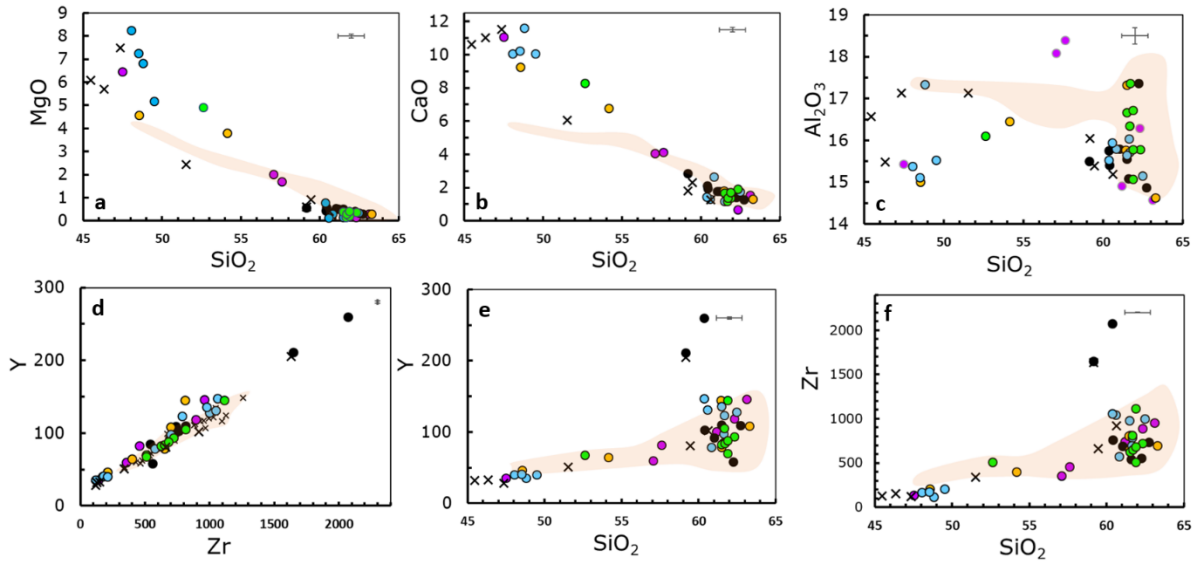 MgO
9
8
7
6
5
4
3
2
1
0
a
45 50 55 60 65
SiO₂
CaO
14
12
10
8
6
4
2
0
b
45 50 55 60 65
SiO₂
Al₂O₃
19
18
17
16
15
14
c
45 50 55 60 65
SiO₂
Y
300
200
100
0
d
0 500 1000 1500 2000
Zr
Y
300
200
100
0
e
45 50 55 60 65
SiO₂
Zr
2000
1500
1000
500
0
f
45 50 55 60 65
SiO₂